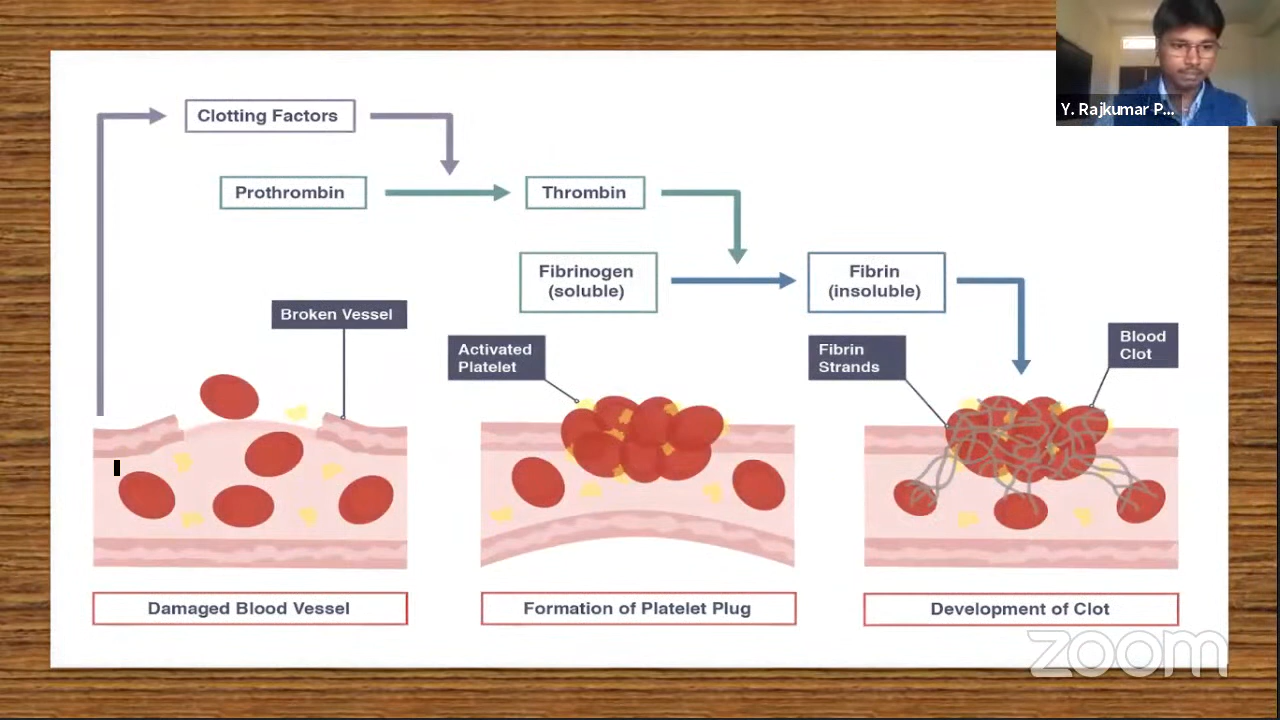 Y. Rajkumar P...
Clotting Factors
Prothrombin
Thrombin
Fibrinogen
(soluble)
Fibrin
(insoluble)
Broken Vessel
Activated
Platelet
Fibrin
Strands
Blood
Clot
Damaged Blood Vessel
Formation of Platelet Plug
Development of Clot
zoom